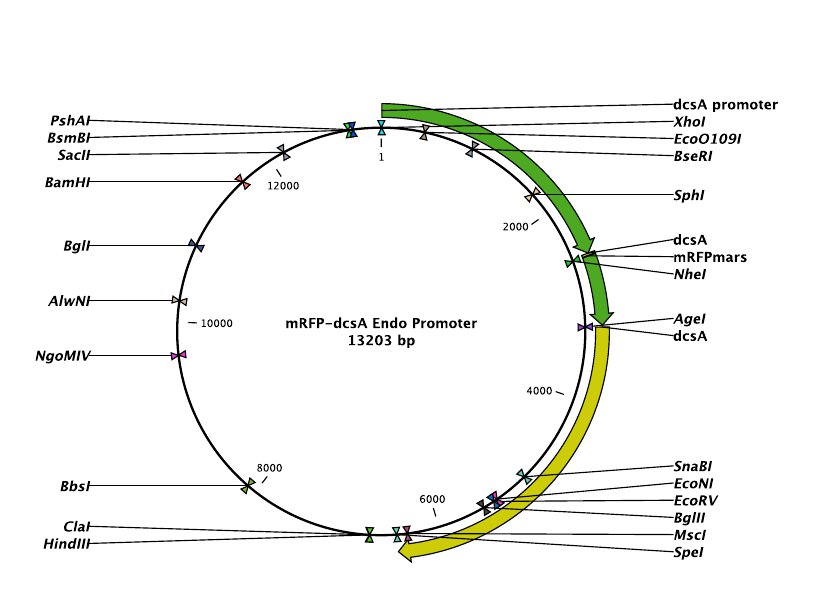 dcsA promoter
XhoI
EcoO109I
BseRI
SphI
dcsA
mRFPmars
NheI
AgeI
dcsA
SnaBI
EcoNI
EcoRV
BglII
MscI
SpeI
PshAI
BsmBI
SacII
BamHI
BglI
AlwNI
NgoMIV
BbsI
ClaI
HindIII
1
2000
4000
6000
8000
10000
12000
mRFP-dcsA Endo Promoter
13203 bp